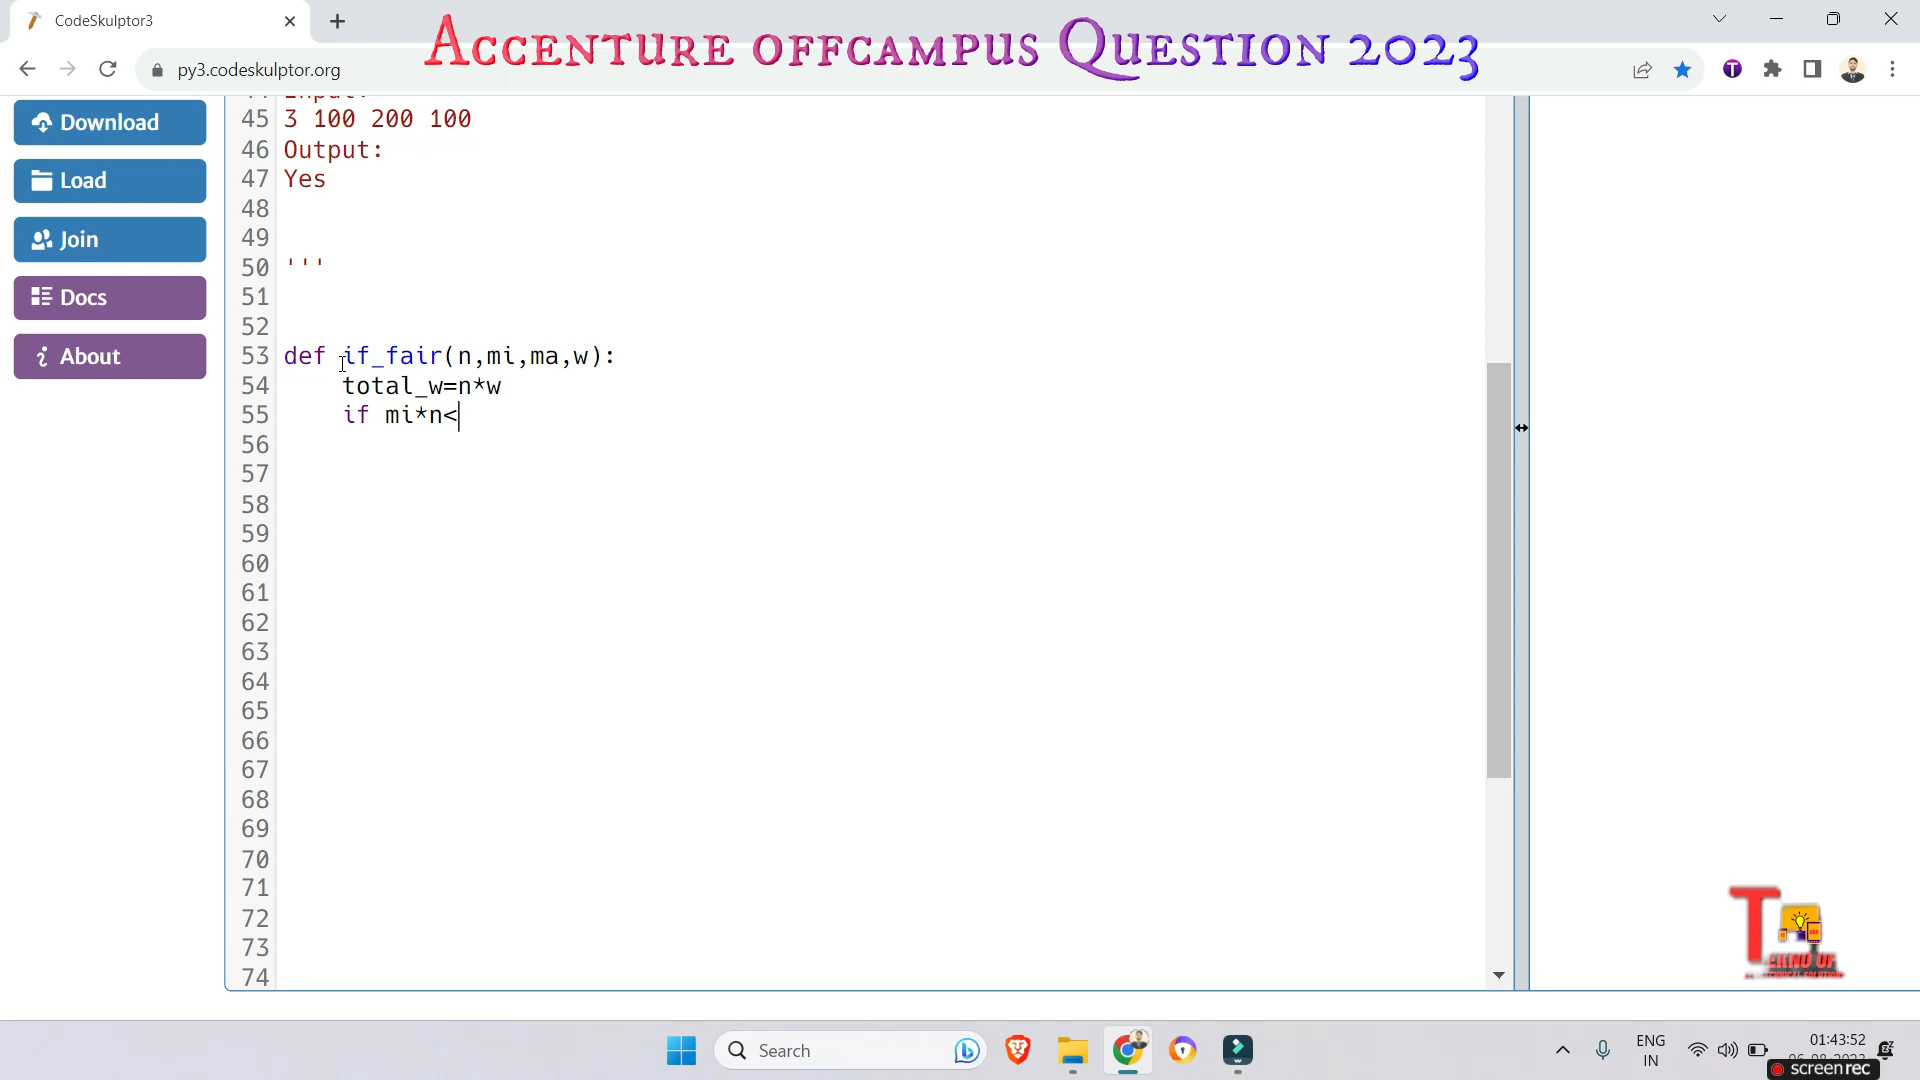 CodeSkulptor3
ACCENTURE OFFCAMPUS QUESTION 2023
py3.codeskulptor.org
Download
Load
Join
Docs
About
44 Input:
45 3 100 200 100
46 Output:
47 Yes
48
49
50 '''
51
52
53 def if_fair(n,mi,ma,w):
54 total_w=n*w
55 if mi*n<
56
57
58
59
60
61
62
63
64
65
66
67
68
69
70
71
72
73
74
Search
ENG
IN
01:43:52
screenrec